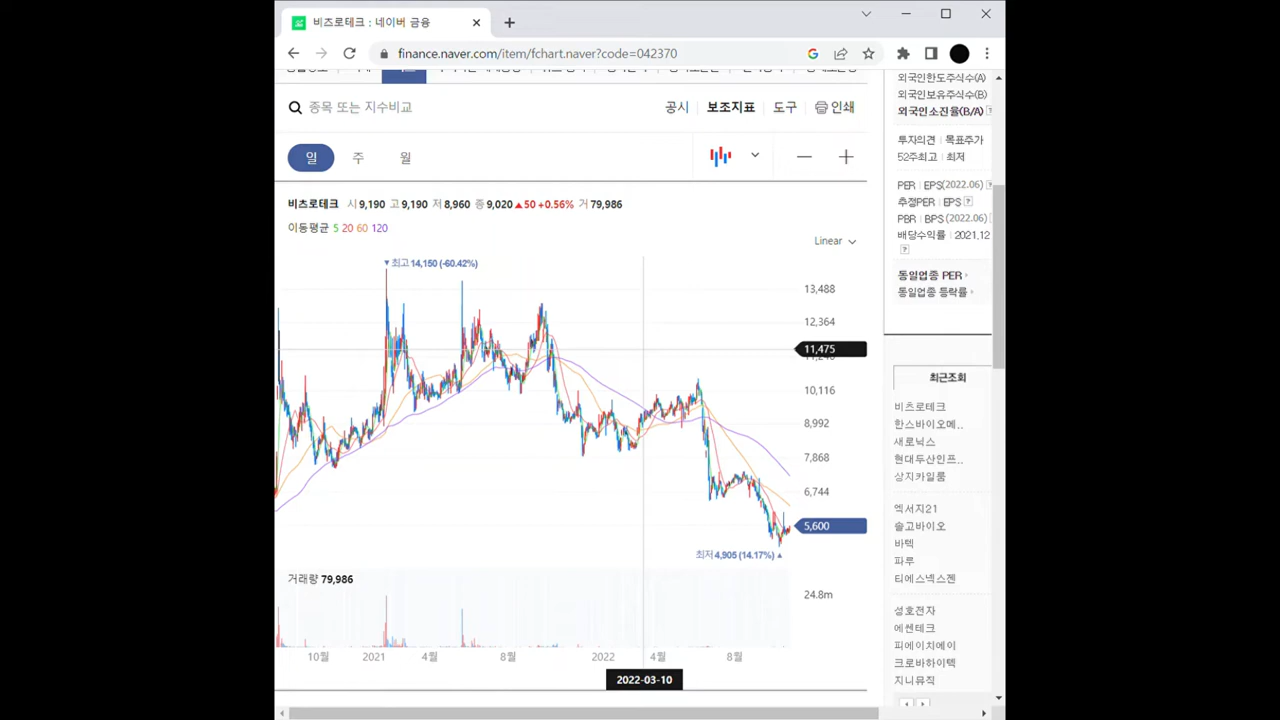 비즈로테크 : 네이버 금융
finance.naver.com/item/fchart.naver?code=042370
종목 또는 지수비교
공시 보조지표 도구 인쇄
일 주 월
비츠로테크 시 9,190 고 9,190 저 8,960 종 9,020 ▲50 +0.56% 거 79,986
이동평균 5 20 60 120
Linear
▼최고 14,150 (-60.42%)
13,488
12,364
11,475
10,116
8,992
7,868
6,744
5,600
최저 4,905 (14.17%) ▲
거래량 79,986
24.8m
10월 2021 4월 8월 2022 4월 8월
2022-03-10
외국인한도주식수(A)
외국인보유주식수(B)
외국인소진율(B/A) ?
투자의견 | 목표주가
52주최고 | 최저
PER | EPS(2022.06) ?
추정PER | EPS ?
PBR | BPS (2022.06)
배당수익률 | 2021.12
?
동일업종 PER
동일업종 등락률
최근조회
비츠로테크
한스바이오메..
새로닉스
현대두산인프..
상지카일룸
엑서지21
솔고바이오
바텍
파루
티에스넥스젠
성호전자
에쎈테크
피에이치에이
크로바하이텍
지니뮤직